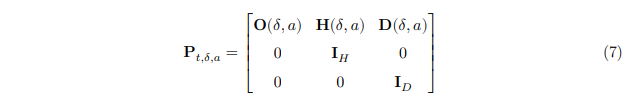 P_{t,δ,a} = [ O(δ, a) H(δ, a) D(δ, a)
0 I_H 0
0 0 I_D ] (7)